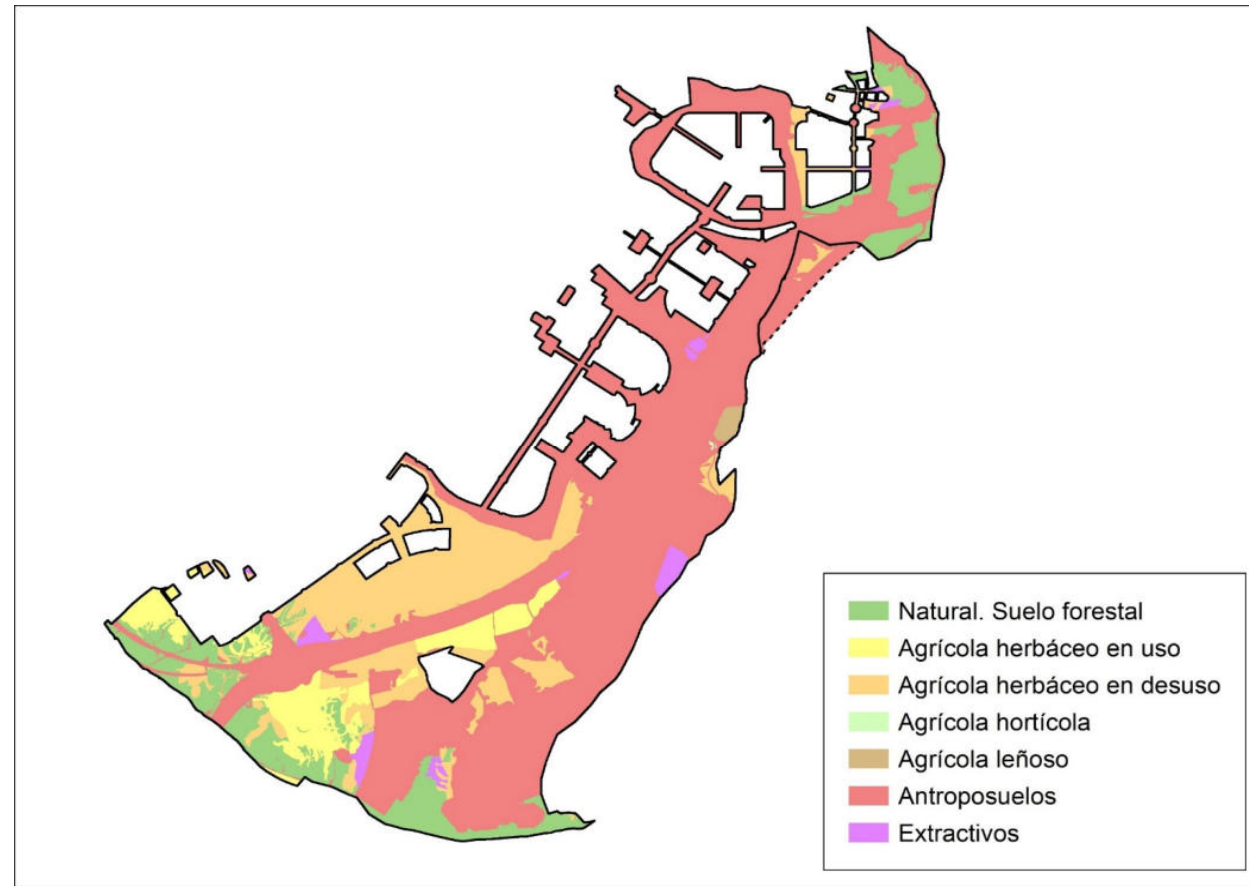 Natural. Suelo forestal
Agrícola herbáceo en uso
Agrícola herbáceo en desuso
Agrícola hortícola
Agrícola leñoso
Antroposuelos
Extractivos